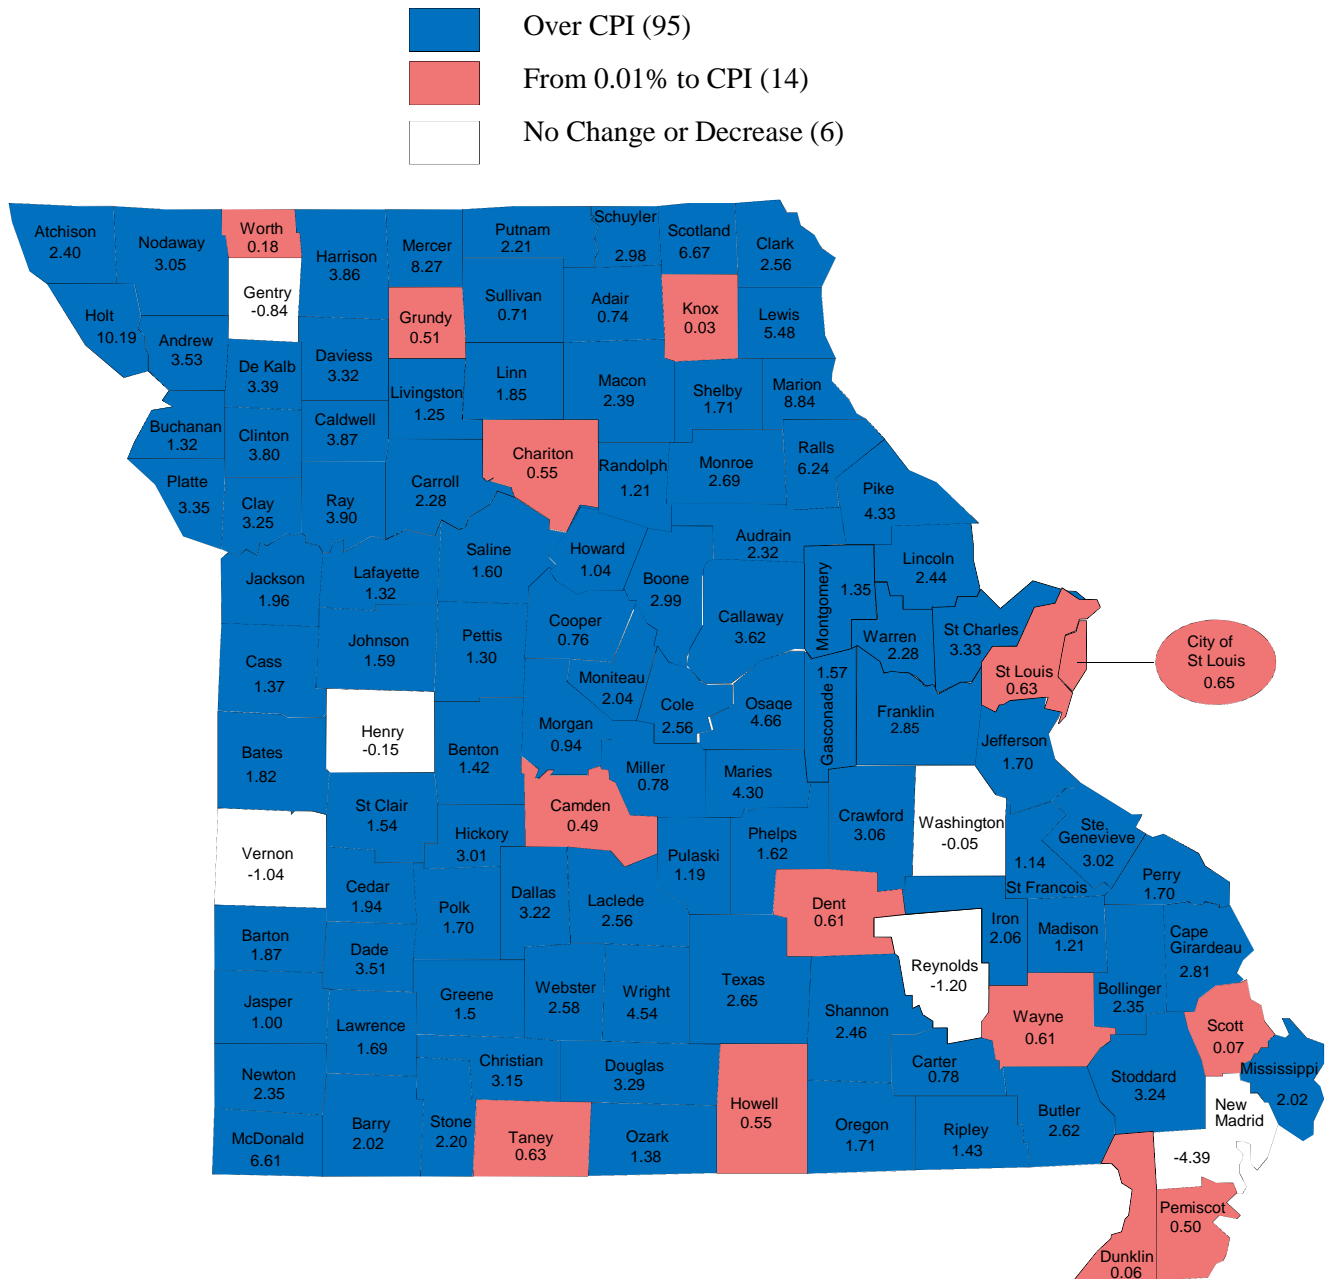 Over CPI (95)
From 0.01% to CPI (14)
No Change or Decrease (6)
Atchison
2.40
Nodaway
3.05
Worth
0.18
Harrison
3.86
Mercer
8.27
Putnam
2.21
Schuyler
2.98
Scotland
6.67
Clark
2.56
Gentry
-0.84
Holt
10.19
Andrew
3.53
De Kalb
3.39
Daviess
3.32
Grundy
0.51
Sullivan
0.71
Adair
0.74
Knox
0.03
Lewis
5.48
Livingston
1.25
Linn
1.85
Macon
2.39
Shelby
1.71
Marion
8.84
Buchanan
1.32
Clinton
3.80
Caldwell
3.87
Platte
3.35
Clay
3.25
Ray
3.90
Carroll
2.28
Chariton
0.55
Randolph
1.21
Monroe
2.69
Ralls
6.24
Pike
4.33
Jackson
1.96
Lafayette
1.32
Saline
1.60
Howard
1.04
Boone
2.99
Audrain
2.32
Callaway
3.62
Montgomery
1.35
Lincoln
2.44
Warren
2.28
St Charles
3.33
St Louis
0.63
City of
St Louis
0.65
Cass
1.37
Johnson
1.59
Pettis
1.30
Cooper
0.76
Moniteau
2.04
Cole
2.56
Osage
4.66
Gasconade
1.57
Franklin
2.85
Jefferson
1.70
Bates
1.82
Henry
-0.15
Benton
1.42
Morgan
0.94
Miller
0.78
Maries
4.30
Camden
0.49
Vernon
-1.04
St Clair
1.54
Hickory
3.01
Pulaski
1.19
Phelps
1.62
Crawford
3.06
Washington
-0.05
Ste.
Genevieve
3.02
1.14
St Francois
Perry
1.70
Cedar
1.94
Polk
1.70
Dallas
3.22
Laclede
2.56
Dent
0.61
Iron
2.06
Madison
1.21
Cape
Girardeau
2.81
Barton
1.87
Dade
3.51
Greene
1.5
Webster
2.58
Wright
4.54
Texas
2.65
Reynolds
-1.20
Shannon
2.46
Wayne
0.61
Bollinger
2.35
Scott
0.07
Jasper
1.00
Lawrence
1.69
Christian
3.15
Douglas
3.29
Howell
0.55
Carter
0.78
Stoddard
3.24
Mississippi
2.02
Newton
2.35
McDonald
6.61
Barry
2.02
Stone
2.20
Taney
0.63
Ozark
1.38
Oregon
1.71
Ripley
1.43
Butler
2.62
New
Madrid
-4.39
Pemiscot
0.50
Dunklin
0.06